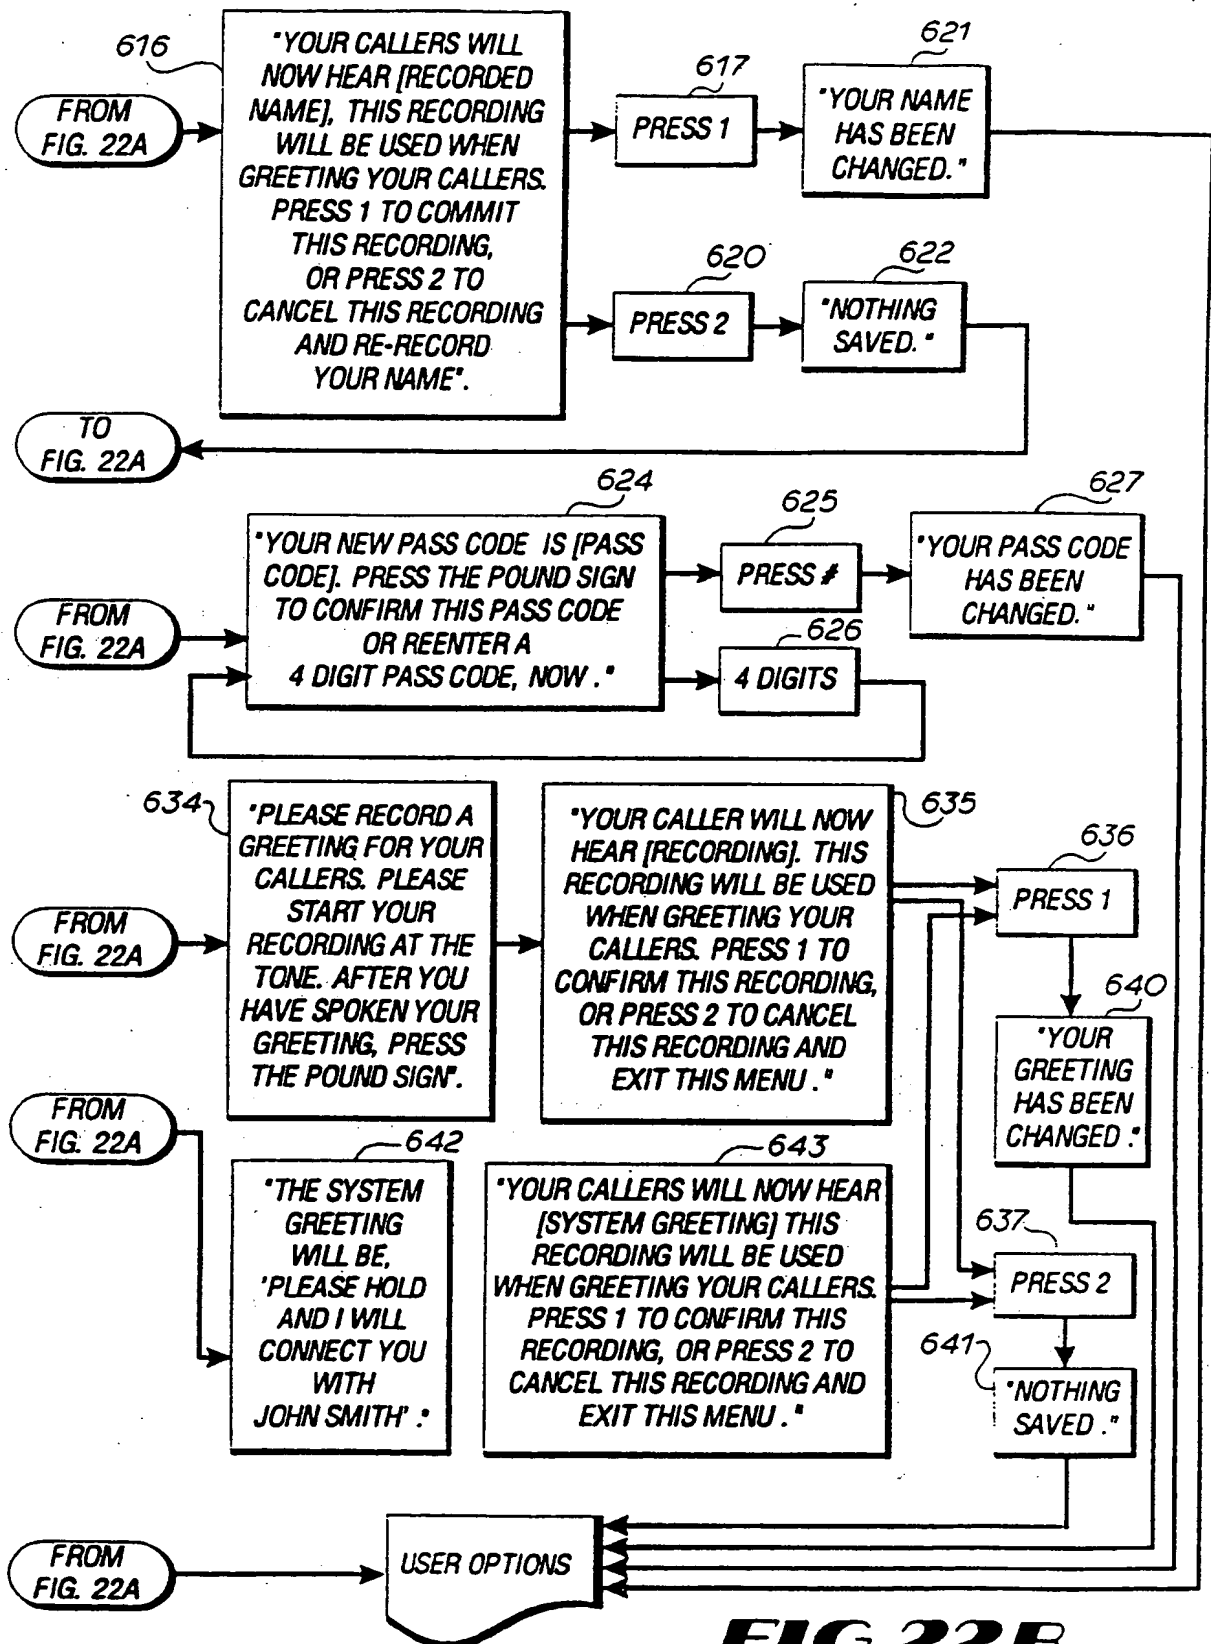 616
"YOUR CALLERS WILL
NOW HEAR [RECORDED
NAME], THIS RECORDING
WILL BE USED WHEN
GREETING YOUR CALLERS.
PRESS 1 TO COMMIT
THIS RECORDING,
OR PRESS 2 TO
CANCEL THIS RECORDING
AND RE-RECORD
YOUR NAME".
FROM
FIG. 22A
617
PRESS 1
621
"YOUR NAME
HAS BEEN
CHANGED."
620
PRESS 2
622
"NOTHING
SAVED."
TO
FIG. 22A
624
"YOUR NEW PASS CODE IS [PASS
CODE]. PRESS THE POUND SIGN
TO CONFIRM THIS PASS CODE
OR REENTER A
4 DIGIT PASS CODE, NOW ."
625
PRESS #
627
"YOUR PASS CODE
HAS BEEN
CHANGED."
FROM
FIG. 22A
626
4 DIGITS
634
"PLEASE RECORD A
GREETING FOR YOUR
CALLERS. PLEASE
START YOUR
RECORDING AT THE
TONE. AFTER YOU
HAVE SPOKEN YOUR
GREETING, PRESS
THE POUND SIGN".
635
"YOUR CALLER WILL NOW
HEAR [RECORDING]. THIS
RECORDING WILL BE USED
WHEN GREETING YOUR
CALLERS. PRESS 1 TO
CONFIRM THIS RECORDING,
OR PRESS 2 TO CANCEL
THIS RECORDING AND
EXIT THIS MENU ."
636
PRESS 1
FROM
FIG. 22A
640
"YOUR
GREETING
HAS BEEN
CHANGED ."
FROM
FIG. 22A
642
"THE SYSTEM
GREETING
WILL BE,
'PLEASE HOLD
AND I WILL
CONNECT YOU
WITH
JOHN SMITH' ."
643
"YOUR CALLERS WILL NOW HEAR
[SYSTEM GREETING] THIS
RECORDING WILL BE USED
WHEN GREETING YOUR CALLERS.
PRESS 1 TO CONFIRM THIS
RECORDING, OR PRESS 2 TO
CANCEL THIS RECORDING AND
EXIT THIS MENU ."
637
PRESS 2
641
"NOTHING
SAVED ."
FROM
FIG. 22A
USER OPTIONS
FIG 22B